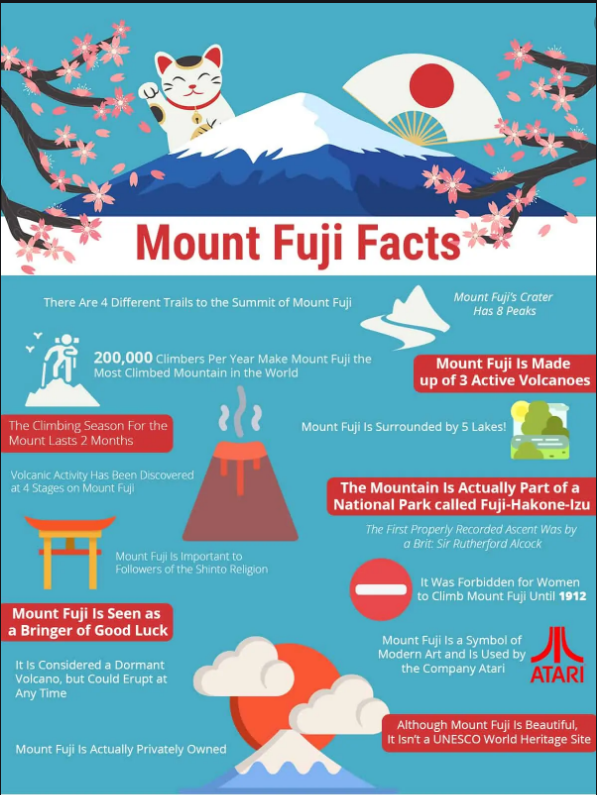 Mount Fuji Facts
There Are 4 Different Trails to the Summit of Mount Fuji
Mount Fuji's Crater
Has 8 Peaks
200,000 Climbers Per Year Make Mount Fuji the
Most Climbed Mountain in the World
Mount Fuji Is Made
up of 3 Active Volcanoes
The Climbing Season For the
Mount Lasts 2 Months
Mount Fuji Is Surrounded by 5 Lakes!
Volcanic Activity Has Been Discovered
at 4 Stages on Mount Fuji
The Mountain Is Actually Part of a
National Park called Fuji-Hakone-Izu
The First Properly Recorded Ascent Was by
a Brit: Sir Rutherford Alcock
Mount Fuji Is Important to
Followers of the Shinto Religion
It Was Forbidden for Women
to Climb Mount Fuji Until 1912
Mount Fuji Is Seen as
a Bringer of Good Luck
Mount Fuji Is a Symbol of
Modern Art and Is Used by
the Company Atari
ATARI
It Is Considered a Dormant
Volcano, but Could Erupt at
Any Time
Although Mount Fuji Is Beautiful,
It Isn't a UNESCO World Heritage Site
Mount Fuji Is Actually Privately Owned